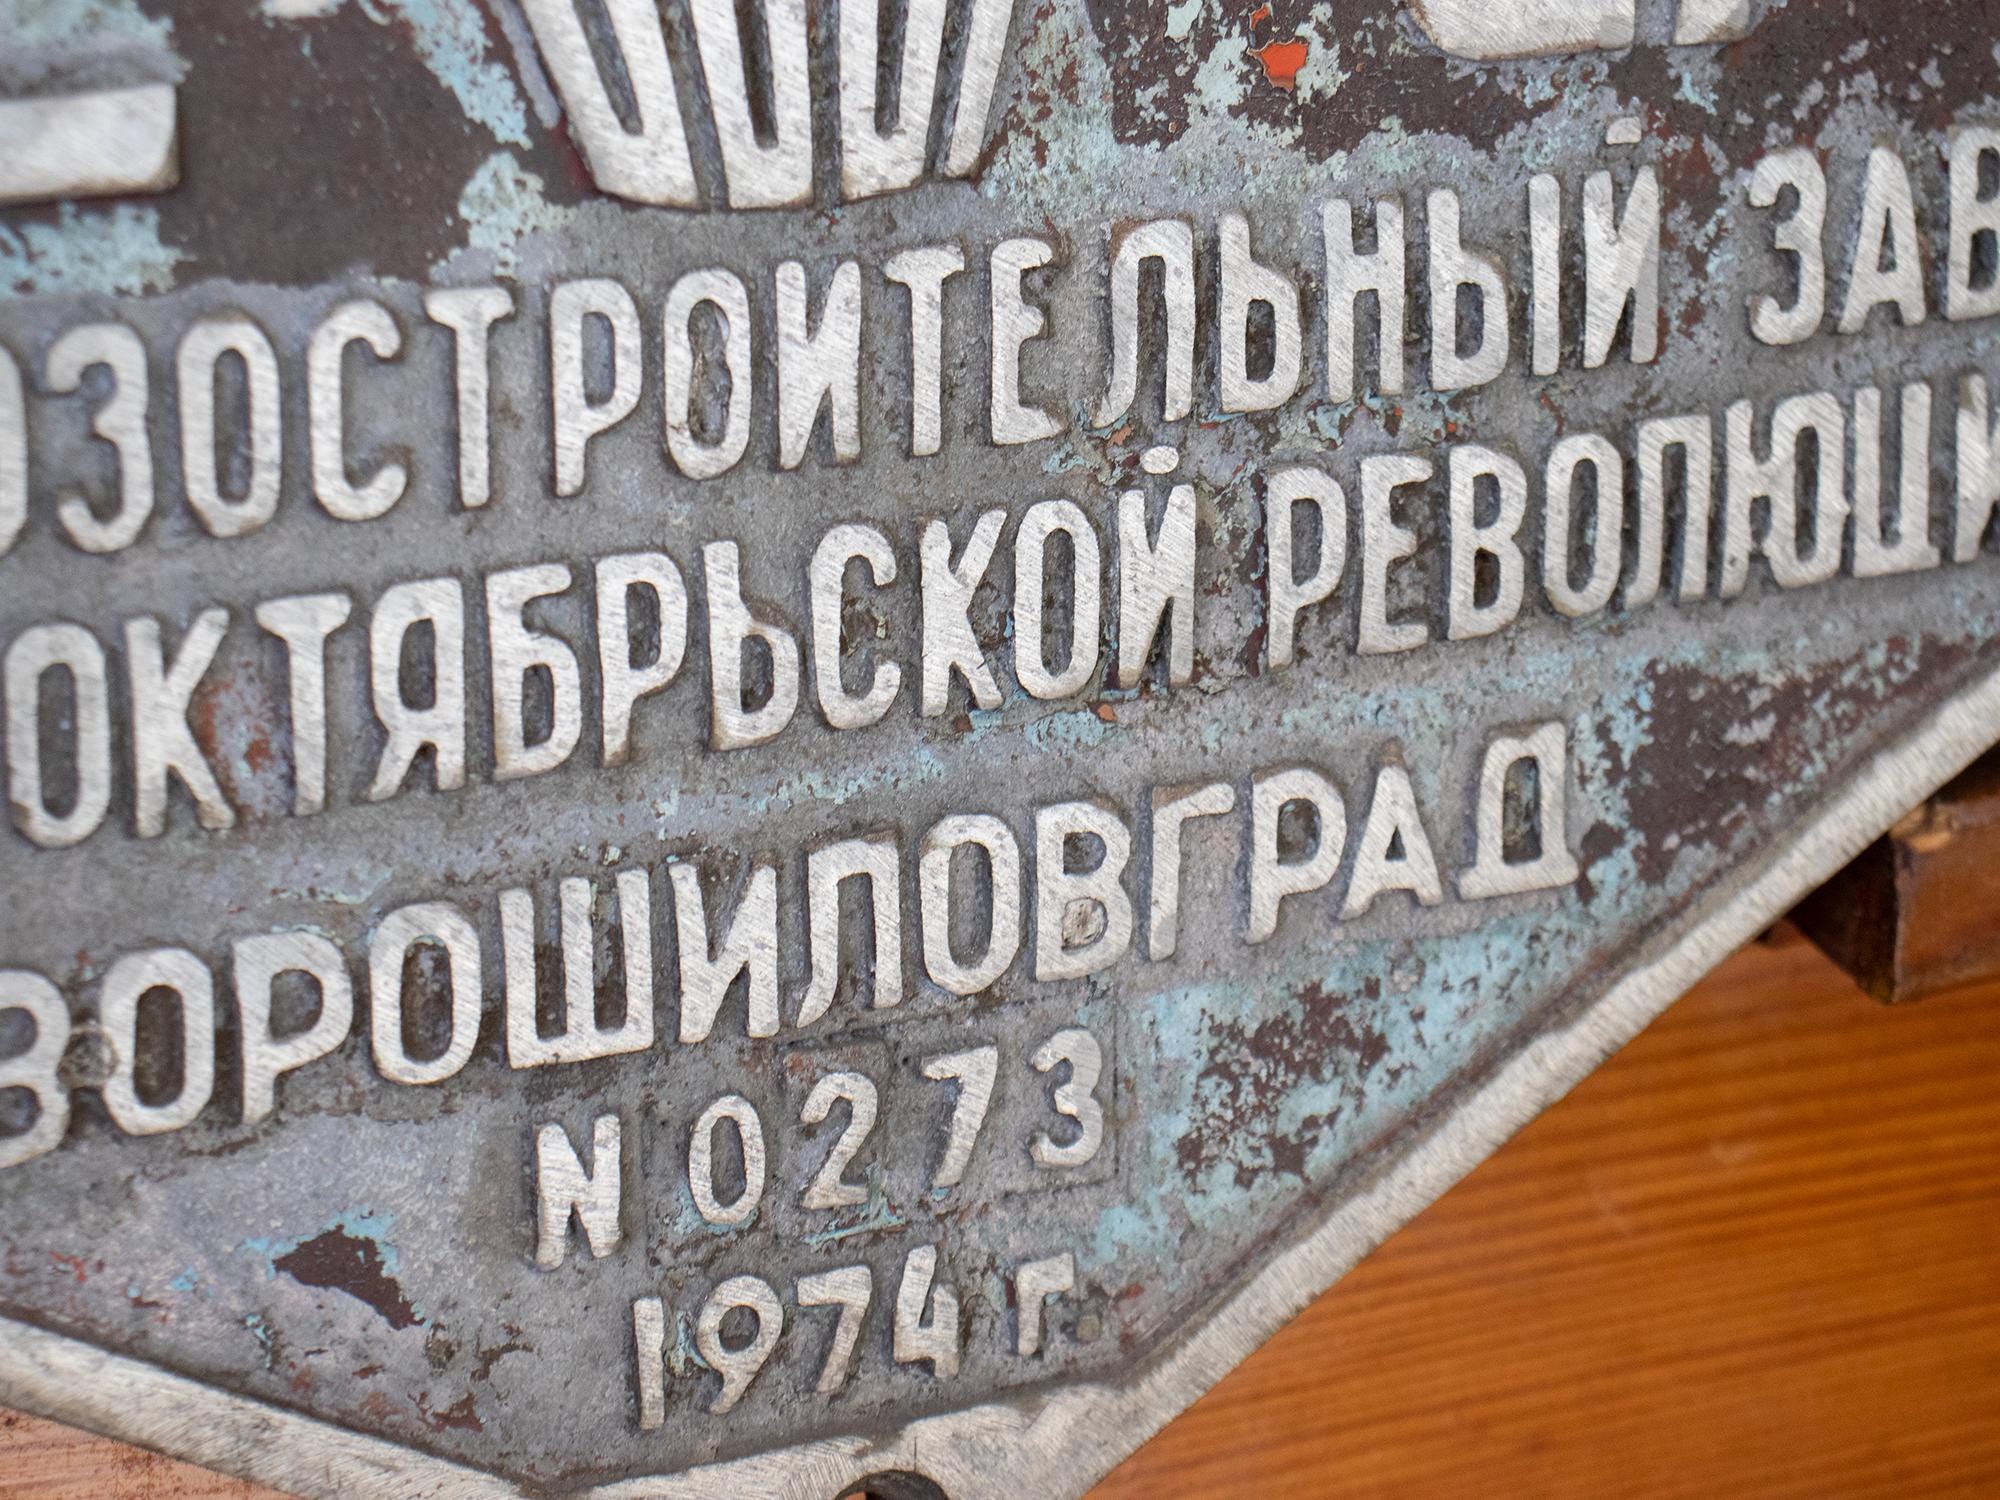 ОЗОСТРОИТЕЛЬНЫЙ ЗАВ
ОКТЯБРЬСКОЙ РЕВОЛЮЦИ
ВОРОШИЛОВГРАД
N 0273
1974 г.